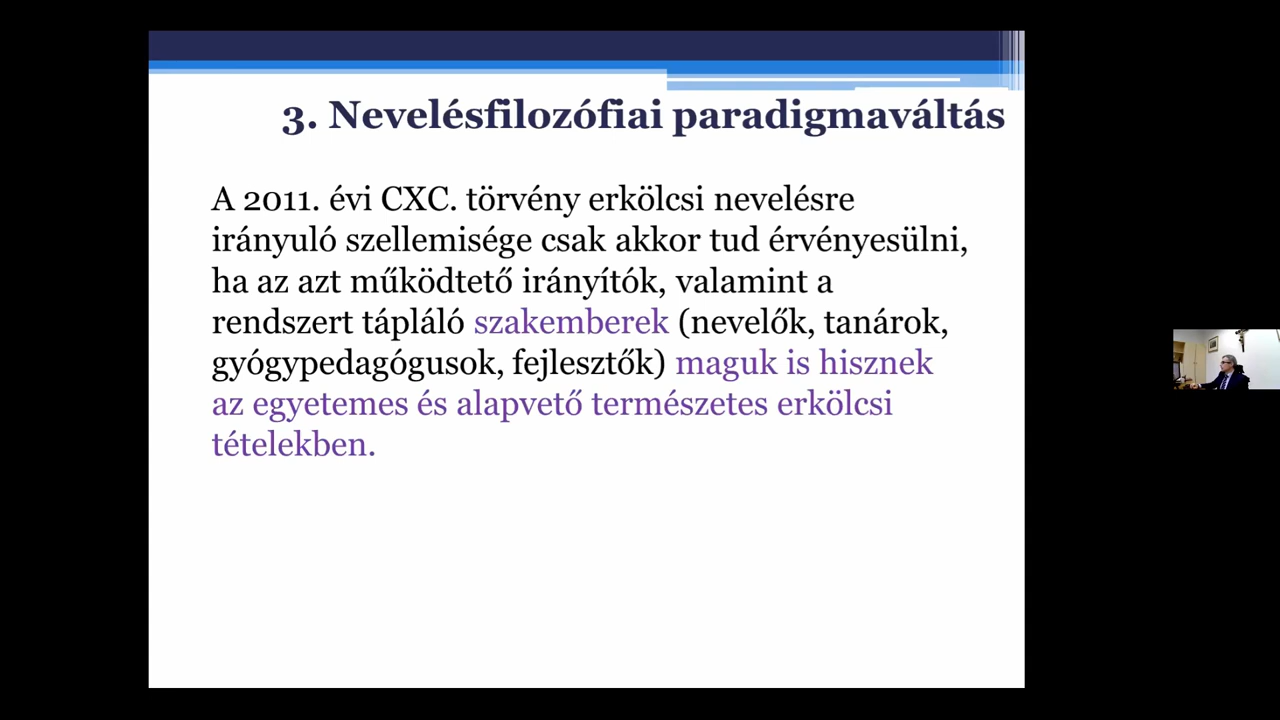 3. Nevelésfilozófiai paradigmaváltás
A 2011. évi CXC. törvény erkölcsi nevelésre
irányuló szellemisége csak akkor tud érvényesülni,
ha az azt működtető irányítók, valamint a
rendszert tápláló szakemberek (nevelők, tanárok,
gyógypedagógusok, fejlesztők) maguk is hisznek
az egyetemes és alapvető természetes erkölcsi
tételekben.